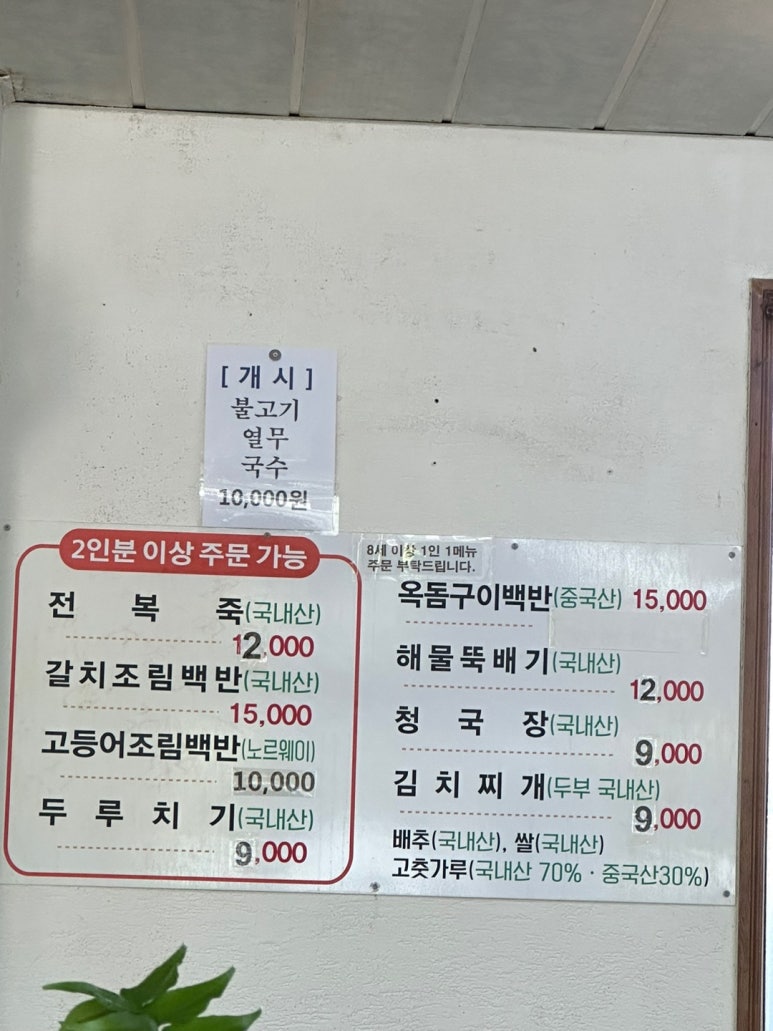 [ 개 시 ]
불고기
열무
국수
10,000원
2인분 이상 주문 가능
전 복 죽(국내산)
12,000
갈치조림백반(국내산)
15,000
고등어조림백반(노르웨이)
10,000
두 루 치 기(국내산)
9,000
8세 이상 1인 1메뉴
주문 부탁드립니다.
옥돔구이백반(중국산) 15,000
해물뚝배기(국내산)
12,000
청 국 장(국내산)
9,000
김 치 찌 개(두부 국내산)
9,000
배추(국내산), 쌀(국내산)
고춧가루(국내산 70% · 중국산30%)